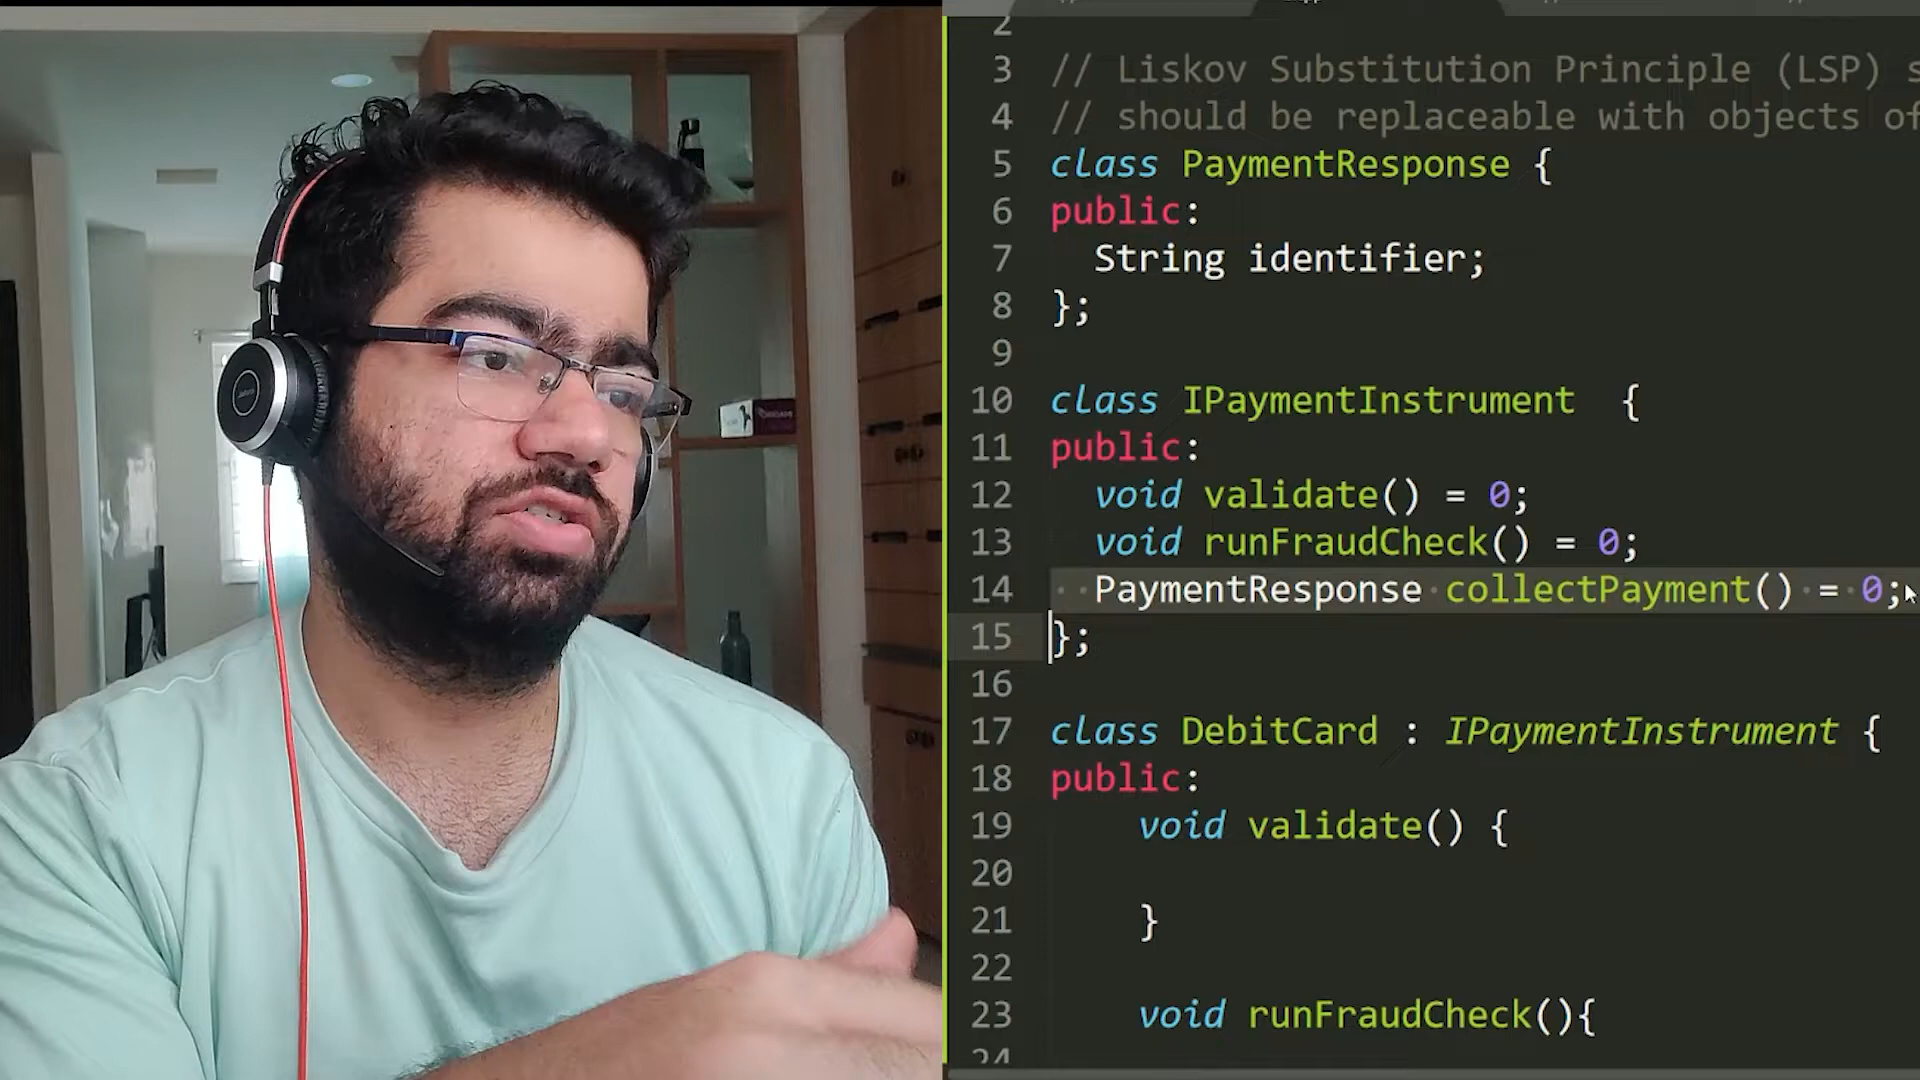 2
3 // Liskov Substitution Principle (LSP) s
4 // should be replaceable with objects of
5 class PaymentResponse {
6 public:
7 String identifier;
8 };
9
10 class IPaymentInstrument {
11 public:
12 void validate() = 0;
13 void runFraudCheck() = 0;
14 PaymentResponse collectPayment() = 0;
15 };
16
17 class DebitCard : IPaymentInstrument {
18 public:
19 void validate() {
20
21 }
22
23 void runFraudCheck(){
24